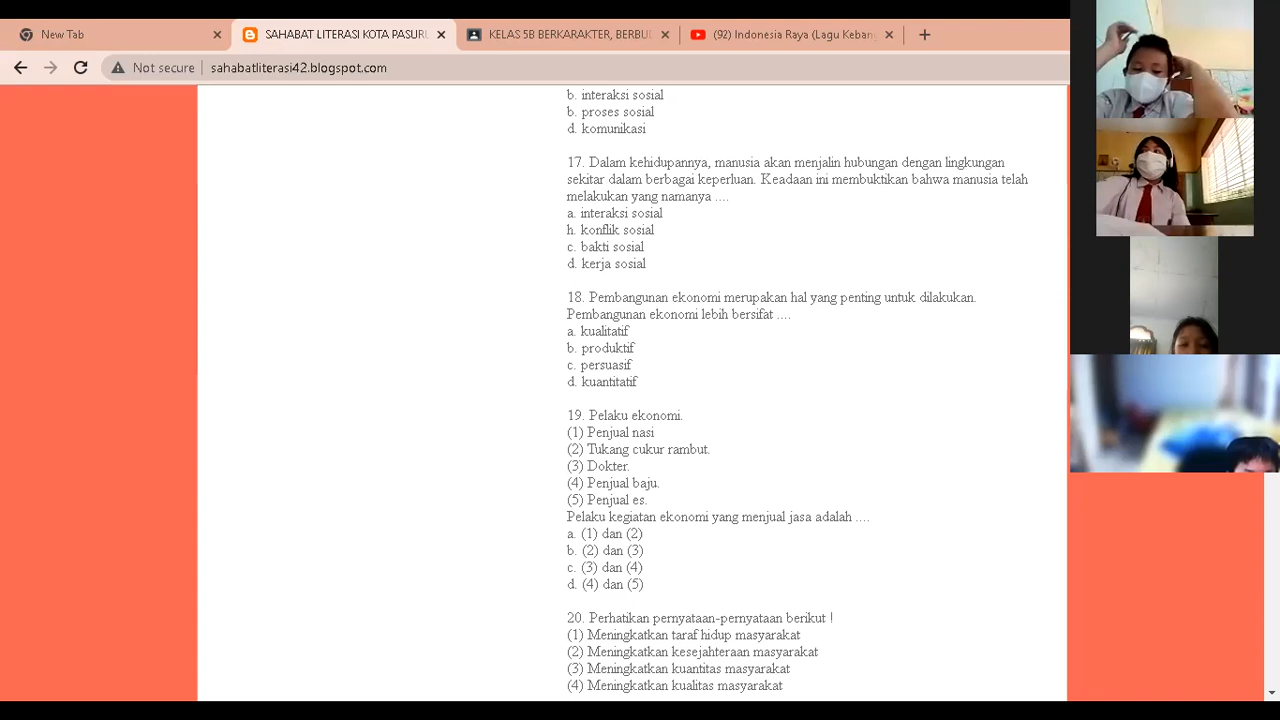 New Tab
SAHABAT LITERASI KOTA PASURU
KELAS 5B BERKARAKTER, BERBUD
(92) Indonesia Raya (Lagu Kebang
Not secure
sahabatliterasi42.blogspot.com
b. interaksi sosial
b. proses sosial
d. komunikasi
17. Dalam kehidupannya, manusia akan menjalin hubungan dengan lingkungan
sekitar dalam berbagai keperluan. Keadaan ini membuktikan bahwa manusia telah
melakukan yang namanya ....
a. interaksi sosial
h. konflik sosial
c. bakti sosial
d. kerja sosial
18. Pembangunan ekonomi merupakan hal yang penting untuk dilakukan.
Pembangunan ekonomi lebih bersifat ....
a. kualitatif
b. produktif
c. persuasif
d. kuantitatif
19. Pelaku ekonomi.
(1) Penjual nasi
(2) Tukang cukur rambut.
(3) Dokter.
(4) Penjual baju.
(5) Penjual es.
Pelaku kegiatan ekonomi yang menjual jasa adalah ....
a. (1) dan (2)
b. (2) dan (3)
c. (3) dan (4)
d. (4) dan (5)
20. Perhatikan pernyataan-pernyataan berikut !
(1) Meningkatkan taraf hidup masyarakat
(2) Meningkatkan kesejahteraan masyarakat
(3) Meningkatkan kuantitas masyarakat
(4) Meningkatkan kualitas masyarakat